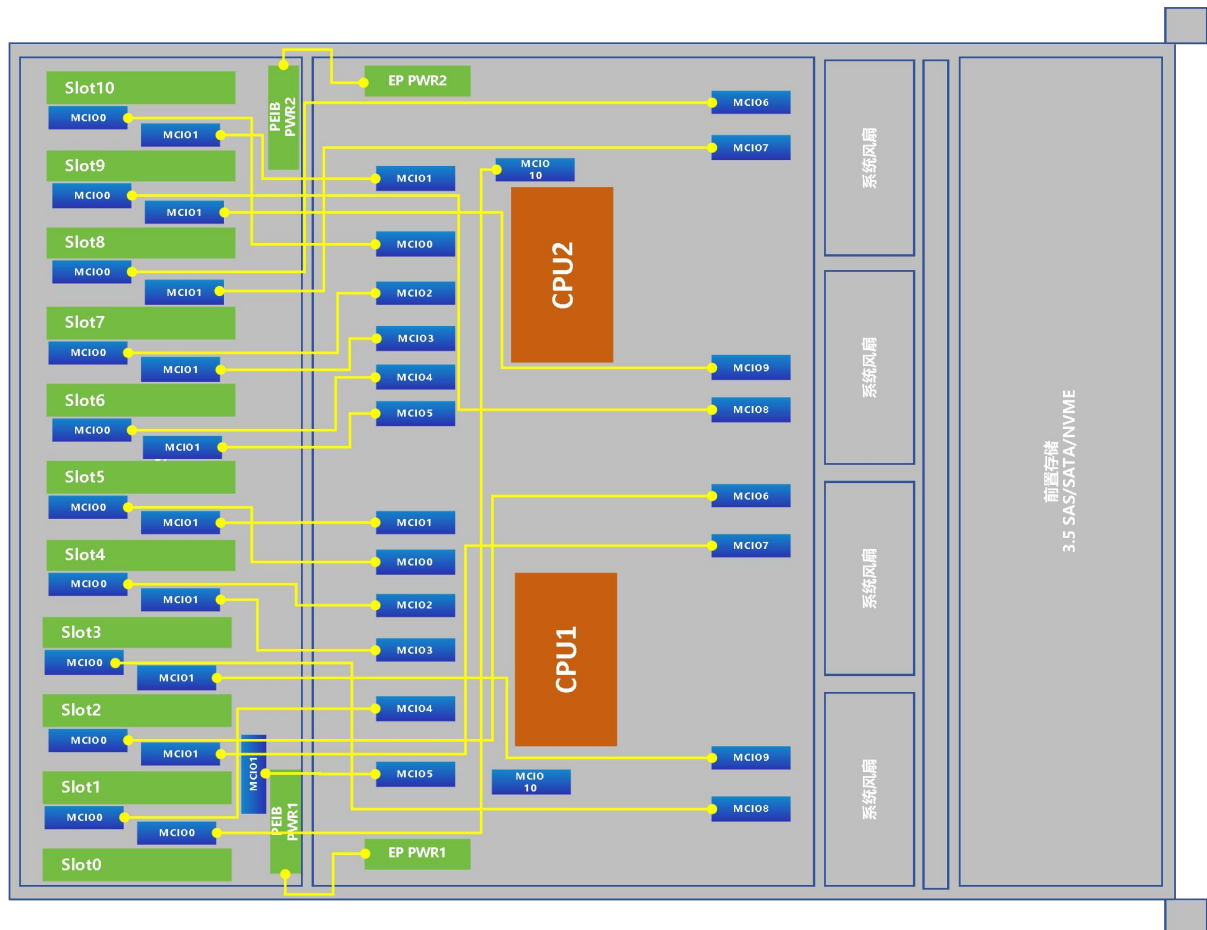 Slot10
MCIO0
MCIO1
Slot9
MCIO0
MCIO1
Slot8
MCIO0
MCIO1
Slot7
MCIO0
MCIO1
Slot6
MCIO0
MCIO1
Slot5
MCIO0
MCIO1
Slot4
MCIO0
MCIO1
Slot3
MCIO0
MCIO1
Slot2
MCIO0
MCIO1
MCIO1
Slot1
MCIO0
MCIO0
Slot0
PEIB
PWR2
PEIB
PWR1
EP PWR2
MCIO1
MCIO0
MCIO2
MCIO3
MCIO4
MCIO5
MCIO1
MCIO0
MCIO2
MCIO3
MCIO4
MCIO5
EP PWR1
MCIO
10
CPU2
CPU1
MCIO
10
MCIO6
MCIO7
MCIO9
MCIO8
MCIO6
MCIO7
MCIO9
MCIO8
系统风扇
系统风扇
系统风扇
系统风扇
前置存储
3.5 SAS/SATA/NVME